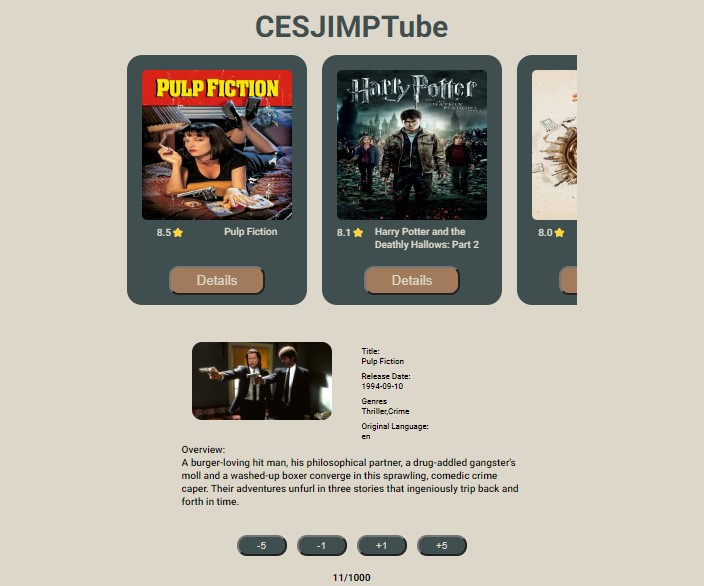 CESJIMPTube
PULP FICTION
Harry Potter
8.5
Pulp Fiction
8.1
Harry Potter and the
Deathly Hallows: Part 2
8.0
Details
Details
Title:
Pulp Fiction
Release Date:
1994-09-10
Genres
Thriller,Crime
Original Language:
en
Overview:
A burger-loving hit man, his philosophical partner, a drug-addled gangster's
moll and a washed-up boxer converge in this sprawling, comedic crime
caper. Their adventures unfurl in three stories that ingeniously trip back and
forth in time.
-5
-1
+1
+5
11/1000